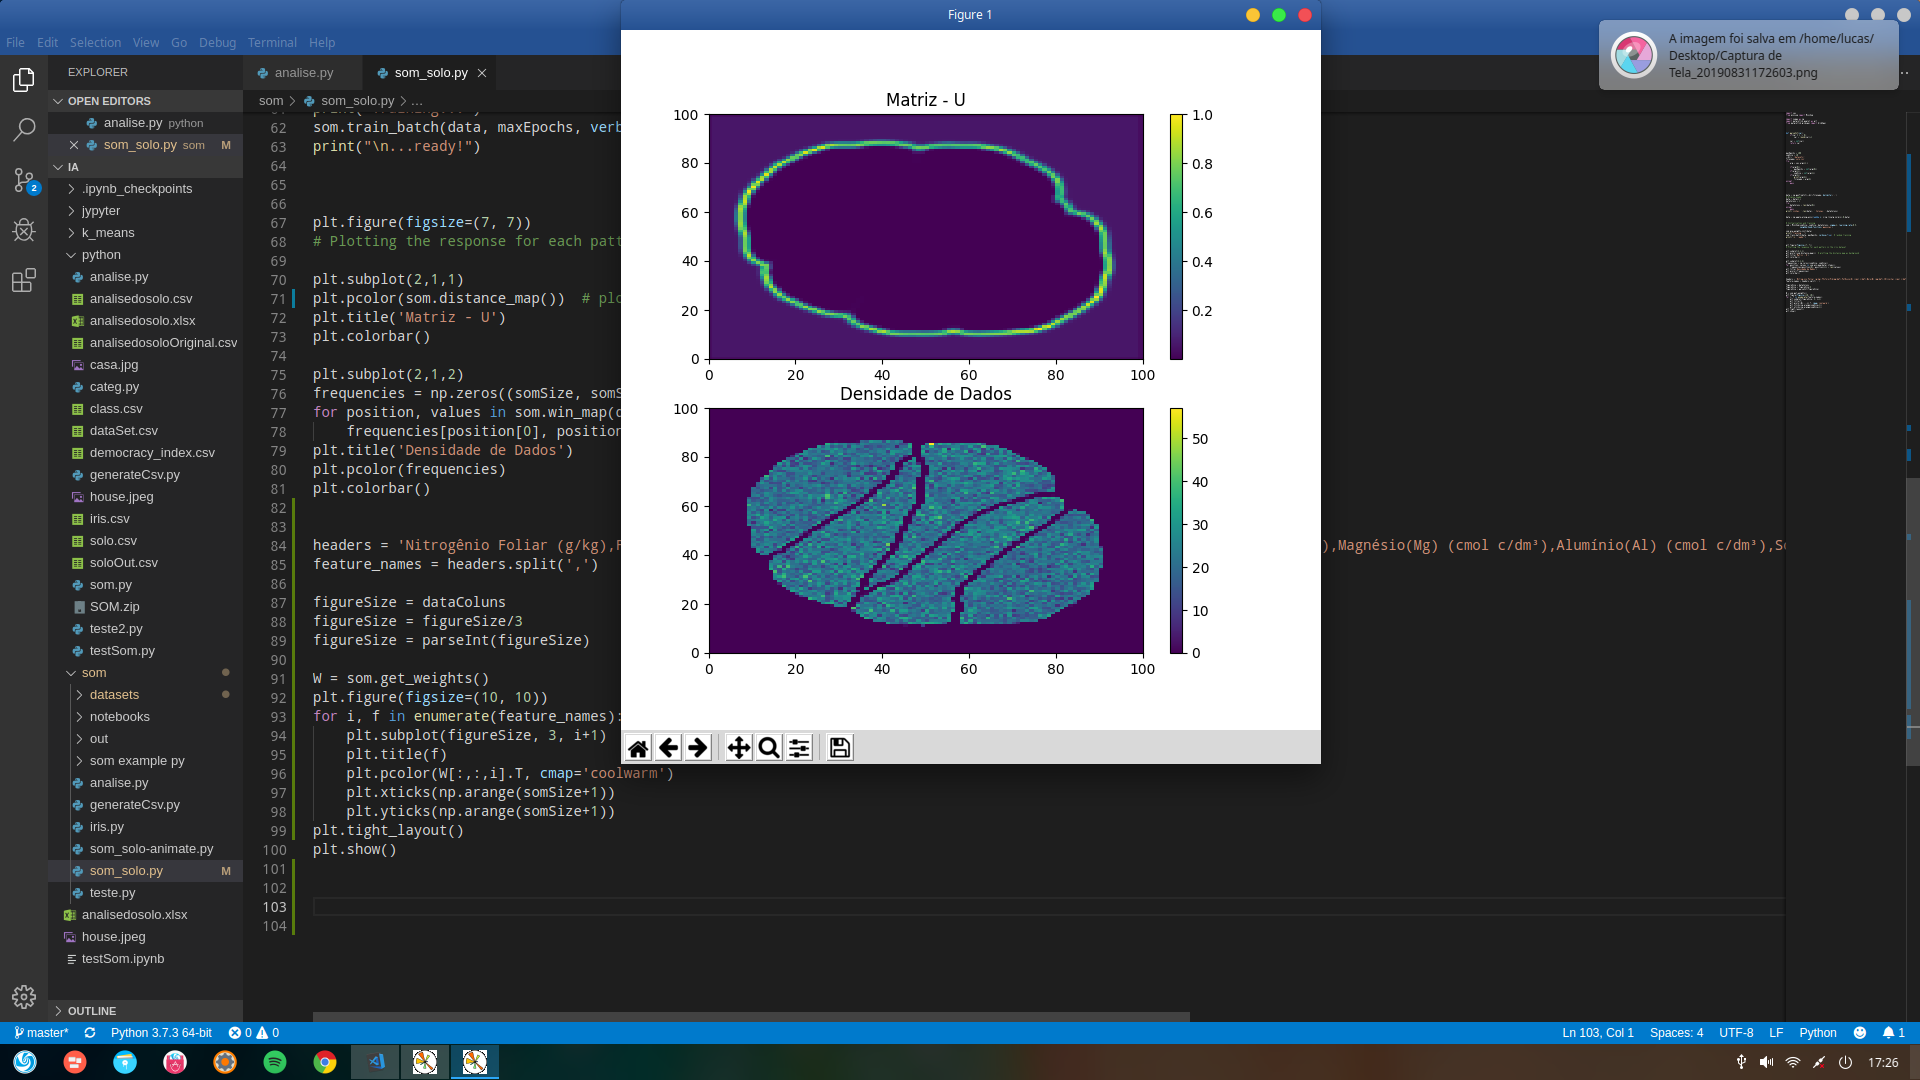 Figure 1
File Edit Selection View Go Debug Terminal Help
A imagem foi salva em /home/lucas/
Desktop/Captura de
Tela_20190831172603.png
EXPLORER
analise.py
som_solo.py
som > som_solo.py > ...
OPEN EDITORS
analise.py python
som_solo.py som M
2
IA
.ipynb_checkpoints
jypyter
k_means
python
analise.py
analisedosolo.csv
analisedosolo.xlsx
analisedosoloOriginal.csv
casa.jpg
categ.py
class.csv
dataSet.csv
democracy_index.csv
generateCsv.py
house.jpeg
iris.csv
solo.csv
soloOut.csv
som.py
SOM.zip
teste2.py
testSom.py
som
datasets
notebooks
out
som example py
analise.py
generateCsv.py
iris.py
som_solo-animate.py
som_solo.py M
teste.py
analisedosolo.xlsx
house.jpeg
testSom.ipynb
OUTLINE
62 som.train_batch(data, maxEpochs, verb
63 print("\n...ready!")
64
65
66
67 plt.figure(figsize=(7, 7))
68 # Plotting the response for each patt
69
70 plt.subplot(2,1,1)
71 plt.pcolor(som.distance_map()) # plo
72 plt.title('Matriz - U')
73 plt.colorbar()
74
75 plt.subplot(2,1,2)
76 frequencies = np.zeros((somSize, somS
77 for position, values in som.win_map(d
78 frequencies[position[0], position
79 plt.title('Densidade de Dados')
80 plt.pcolor(frequencies)
81 plt.colorbar()
82
83
84 headers = 'Nitrogênio Foliar (g/kg),F ),Magnésio(Mg) (cmol c/dm³),Alumínio(Al) (cmol c/dm³),So
85 feature_names = headers.split(',')
86
87 figureSize = dataColuns
88 figureSize = figureSize/3
89 figureSize = parseInt(figureSize)
90
91 W = som.get_weights()
92 plt.figure(figsize=(10, 10))
93 for i, f in enumerate(feature_names):
94 plt.subplot(figureSize, 3, i+1)
95 plt.title(f)
96 plt.pcolor(W[:,:,i].T, cmap='coolwarm')
97 plt.xticks(np.arange(somSize+1))
98 plt.yticks(np.arange(somSize+1))
99 plt.tight_layout()
100 plt.show()
101
102
103
104
Matriz - U
100
80
60
40
20
0
0 20 40 60 80 100
1.0
0.8
0.6
0.4
0.2
Densidade de Dados
100
80
60
40
20
0
0 20 40 60 80 100
50
40
30
20
10
0
master* Python 3.7.3 64-bit 0 0 Ln 103, Col 1 Spaces: 4 UTF-8 LF Python 1
17:26